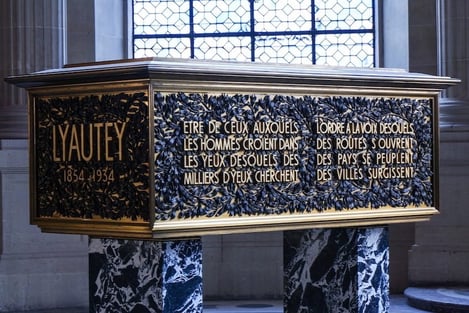 LYAUTEY
1854-1934
ETRE DE CEUX AUXQUELS
LES HOMMES CROIENT DANS
LES YEUX DESQUELS DES
MILLIERS D'YEUX CHERCHENT
L'ORDRE A LA VOIX DESQUELS
DES ROUTES S'OUVRENT
DES PAYS SE PEUPLENT
DES VILLES SURGISSENT